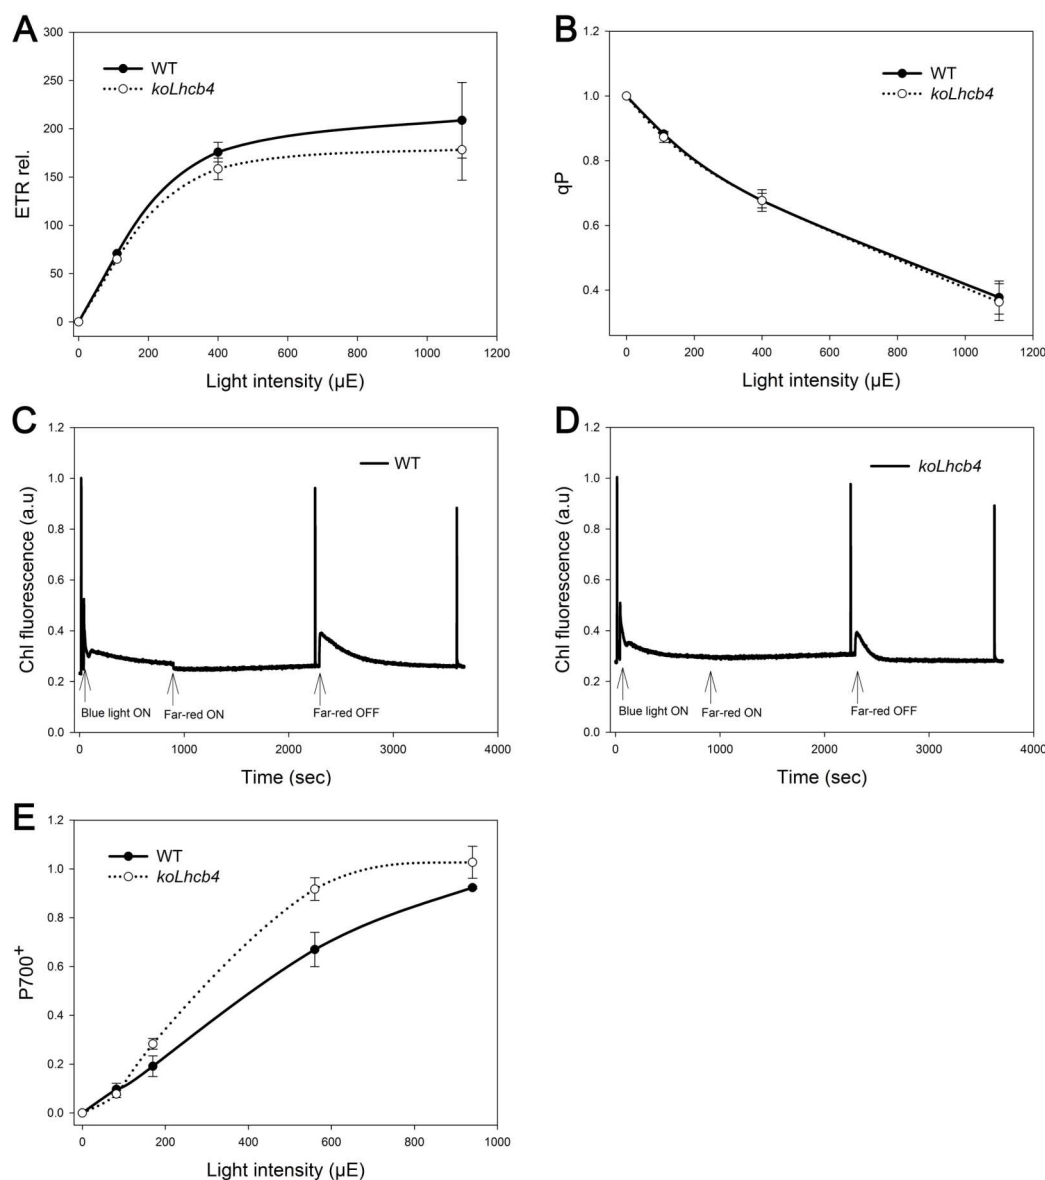 A
WT
koLhcb4
ETR rel.
300
250
200
150
100
50
0
0 200 400 600 800 1000 1200
Light intensity (µE)
B
WT
koLhcb4
qP
1.2
1.0
0.8
0.6
0.4
0 200 400 600 800 1000 1200
Light intensity (µE)
C
WT
Chl fluorescence (a.u)
1.2
1.0
0.8
0.6
0.4
0.2
0.0
Blue light ON
Far-red ON
Far-red OFF
0 1000 2000 3000 4000
Time (sec)
D
koLhcb4
Chl fluorescence (a.u)
1.2
1.0
0.8
0.6
0.4
0.2
0.0
Blue light ON
Far-red ON
Far-red OFF
0 1000 2000 3000 4000
Time (sec)
E
WT
koLhcb4
P700+
1.2
1.0
0.8
0.6
0.4
0.2
0.0
0 200 400 600 800 1000
Light intensity (µE)